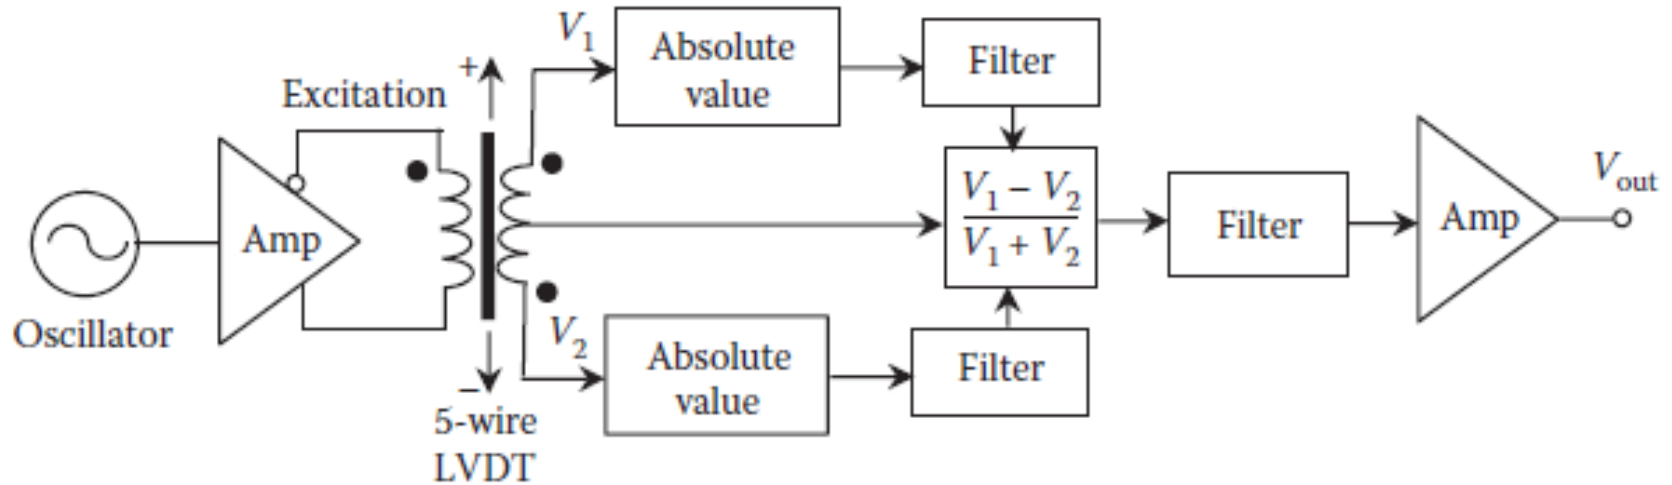 Oscillator
Amp
Excitation
+
−
5-wire
LVDT
V1
Absolute
value
Filter
V1 − V2
V1 + V2
V2
Absolute
value
Filter
Filter
Amp
Vout